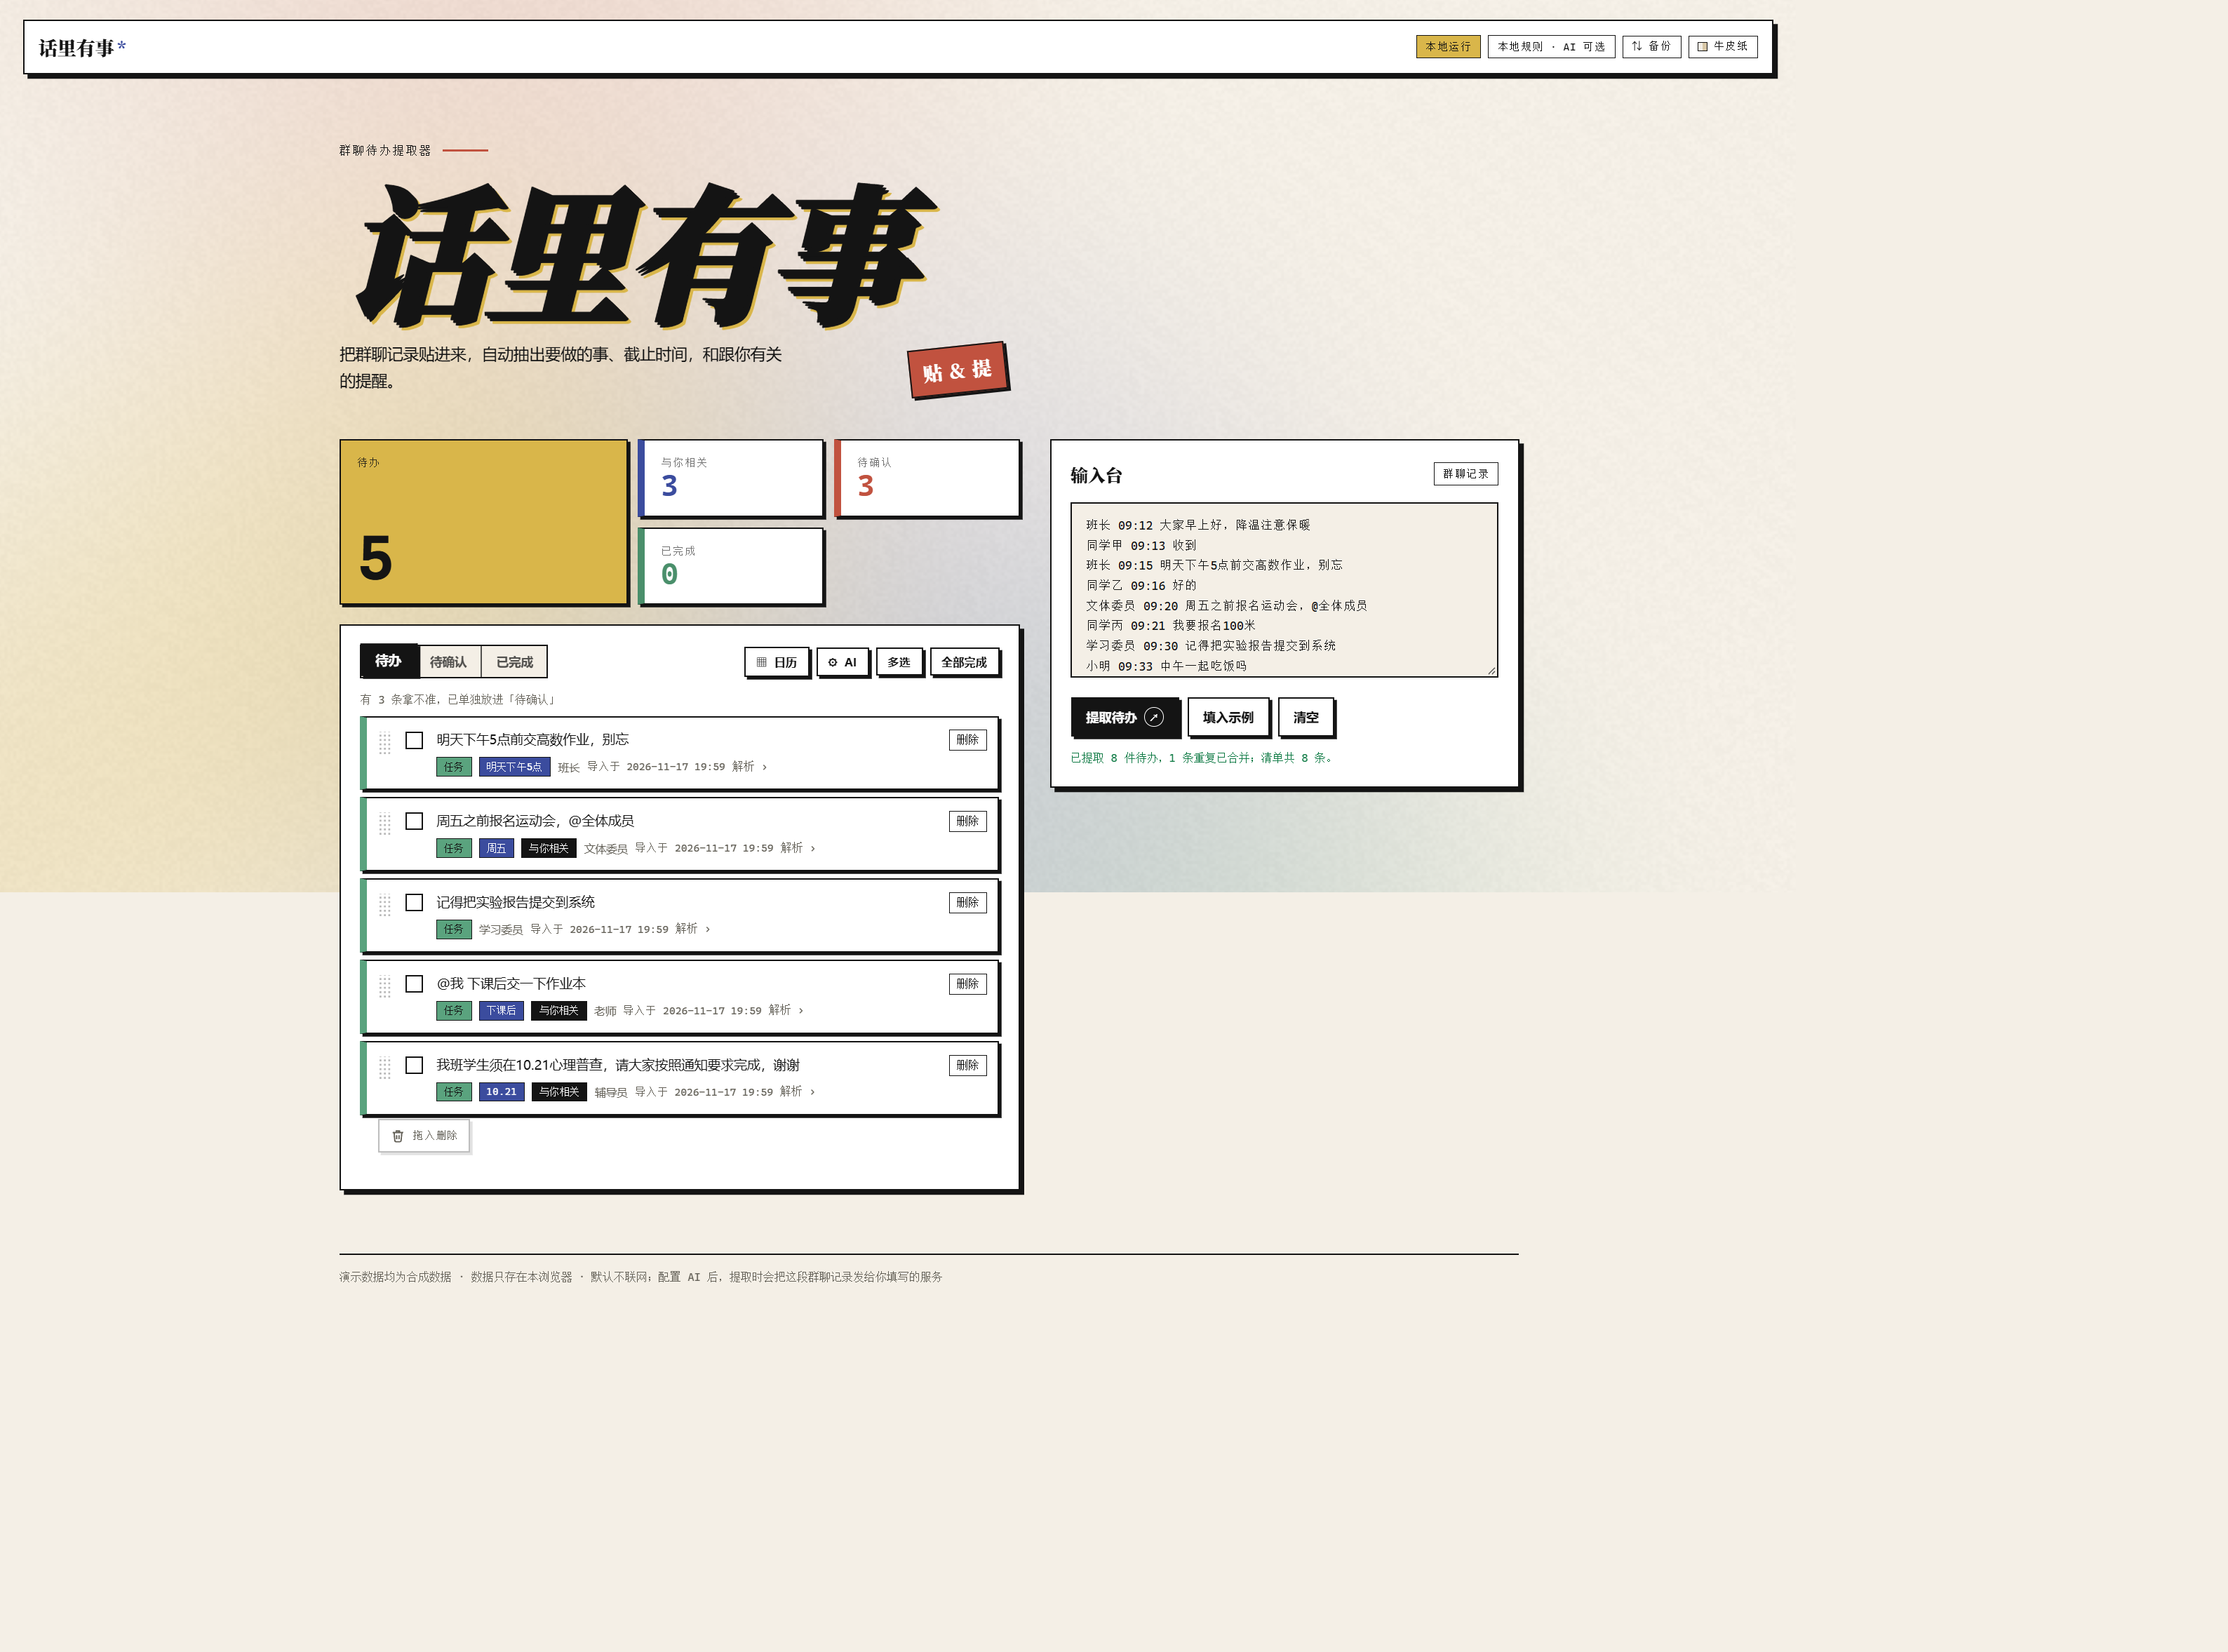 话里有事*
本地运行
本地规则 · AI 可选
⇅ 备份
牛皮纸
群聊待办提取器
话里有事
把群聊记录贴进来，自动抽出要做的事、截止时间，和跟你有关
的提醒。
贴 & 提
待办
5
与你相关
3
待确认
3
已完成
0
待办
待确认
已完成
日历
AI
多选
全部完成
有 3 条拿不准，已单独放进「待确认」
明天下午5点前交高数作业，别忘
删除
任务 明天下午5点 班长 导入于 2026-11-17 19:59 解析 ›
周五之前报名运动会，@全体成员
删除
任务 周五 与你相关 文体委员 导入于 2026-11-17 19:59 解析 ›
记得把实验报告提交到系统
删除
任务 学习委员 导入于 2026-11-17 19:59 解析 ›
@我 下课后交一下作业本
删除
任务 下课后 与你相关 老师 导入于 2026-11-17 19:59 解析 ›
我班学生须在10.21心理普查，请大家按照通知要求完成，谢谢
删除
任务 10.21 与你相关 辅导员 导入于 2026-11-17 19:59 解析 ›
拖入删除
输入台
群聊记录
班长 09:12 大家早上好，降温注意保暖
同学甲 09:13 收到
班长 09:15 明天下午5点前交高数作业，别忘
同学乙 09:16 好的
文体委员 09:20 周五之前报名运动会，@全体成员
同学丙 09:21 我要报名100米
学习委员 09:30 记得把实验报告提交到系统
小明 09:33 中午一起吃饭吗
提取待办
填入示例
清空
已提取 8 件待办，1 条重复已合并；清单共 8 条。
演示数据均为合成数据 · 数据只存在本浏览器 · 默认不联网；配置 AI 后，提取时会把这段群聊记录发给你填写的服务